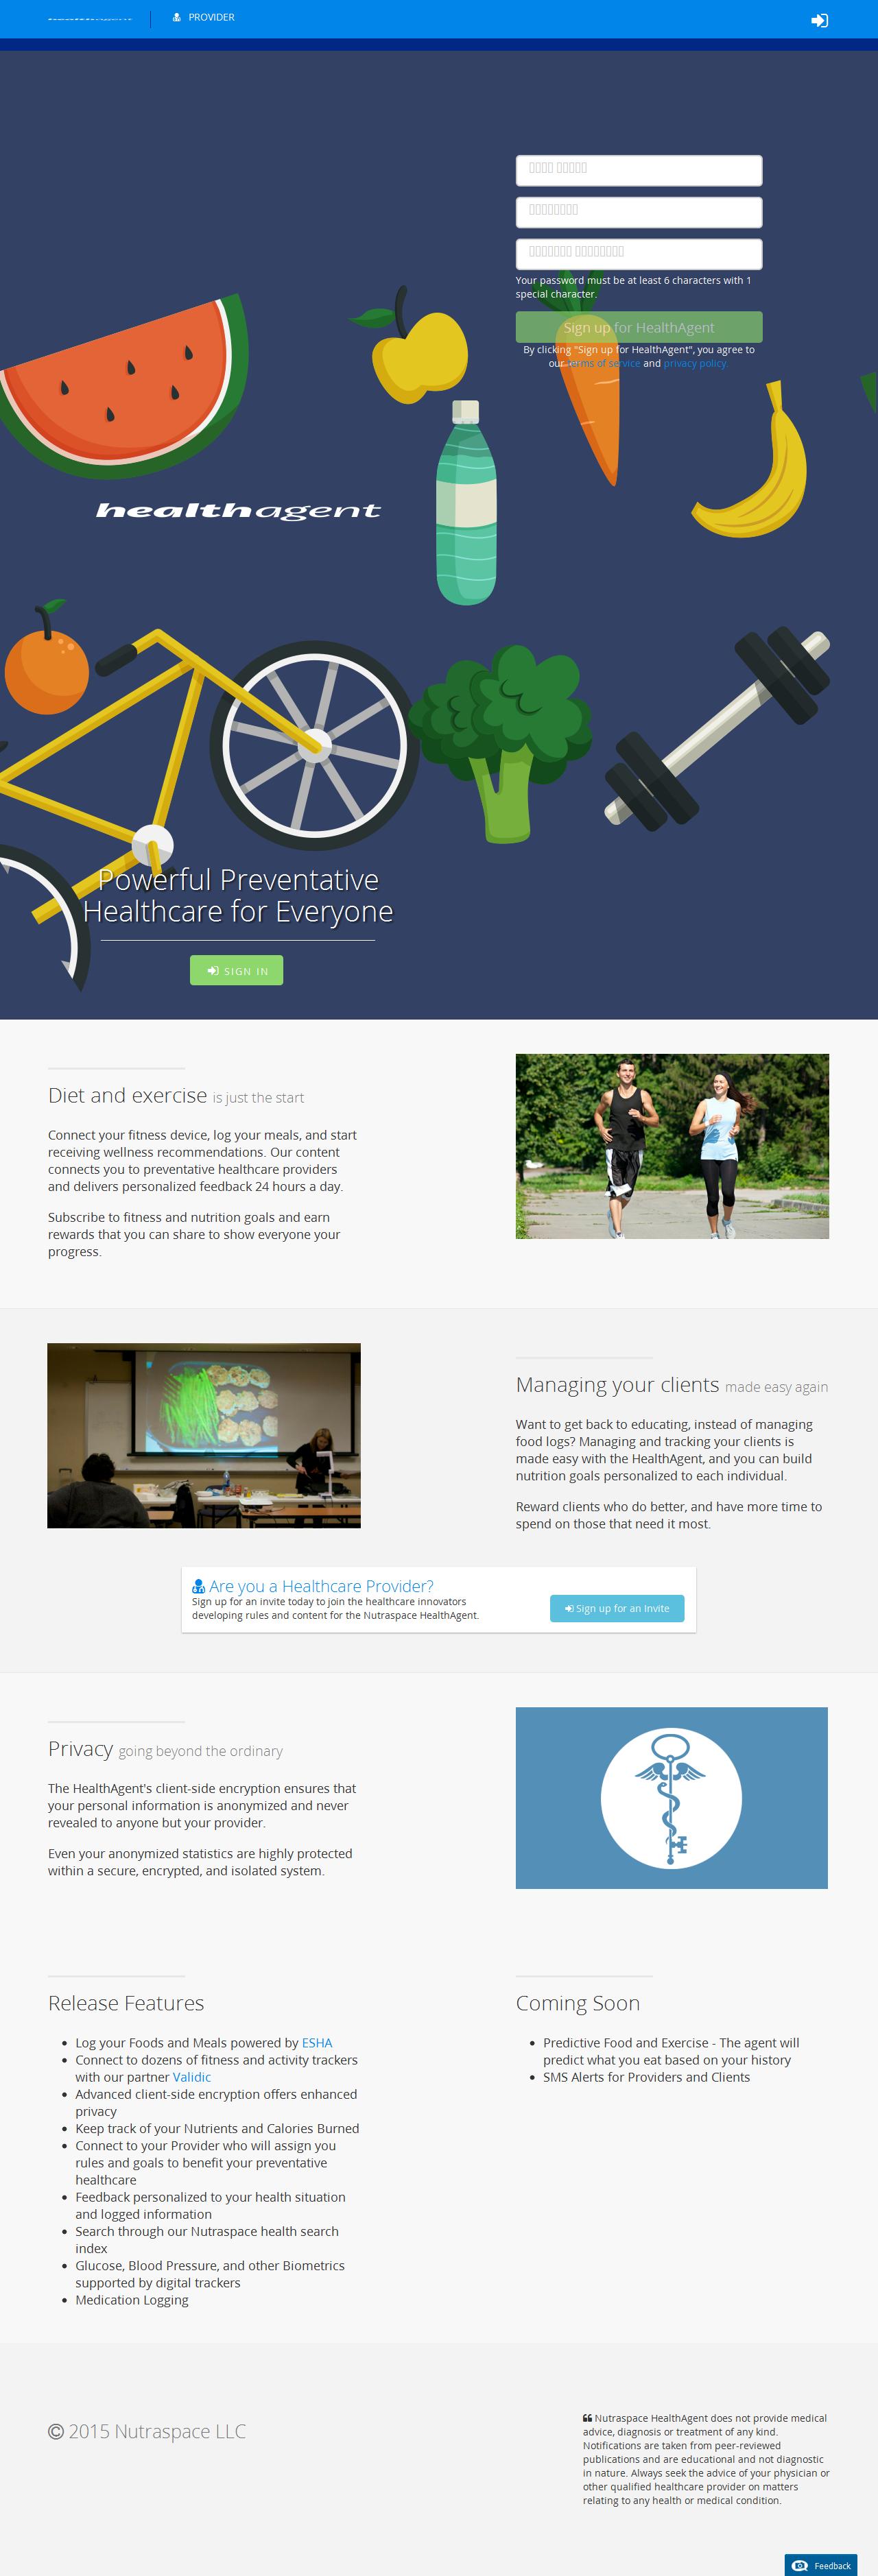 PROVIDER
Your password must be at least 6 characters with 1
special character.
Sign up for HealthAgent
By clicking "Sign up for HealthAgent", you agree to
our terms of service and privacy policy.
healthagent
Powerful Preventative
Healthcare for Everyone
SIGN IN
Diet and exercise is just the start
Connect your fitness device, log your meals, and start
receiving wellness recommendations. Our content
connects you to preventative healthcare providers
and delivers personalized feedback 24 hours a day.
Subscribe to fitness and nutrition goals and earn
rewards that you can share to show everyone your
progress.
Managing your clients made easy again
Want to get back to educating, instead of managing
food logs? Managing and tracking your clients is
made easy with the HealthAgent, and you can build
nutrition goals personalized to each individual.
Reward clients who do better, and have more time to
spend on those that need it most.
Are you a Healthcare Provider?
Sign up for an invite today to join the healthcare innovators
developing rules and content for the Nutraspace HealthAgent.
Sign up for an Invite
Privacy going beyond the ordinary
The HealthAgent's client-side encryption ensures that
your personal information is anonymized and never
revealed to anyone but your provider.
Even your anonymized statistics are highly protected
within a secure, encrypted, and isolated system.
Release Features
• Log your Foods and Meals powered by ESHA
• Connect to dozens of fitness and activity trackers
with our partner Validic
• Advanced client-side encryption offers enhanced
privacy
• Keep track of your Nutrients and Calories Burned
• Connect to your Provider who will assign you
rules and goals to benefit your preventative
healthcare
• Feedback personalized to your health situation
and logged information
• Search through our Nutraspace health search
index
• Glucose, Blood Pressure, and other Biometrics
supported by digital trackers
• Medication Logging
Coming Soon
• Predictive Food and Exercise - The agent will
predict what you eat based on your history
• SMS Alerts for Providers and Clients
© 2015 Nutraspace LLC
❝ Nutraspace HealthAgent does not provide medical
advice, diagnosis or treatment of any kind.
Notifications are taken from peer-reviewed
publications and are educational and not diagnostic
in nature. Always seek the advice of your physician or
other qualified healthcare provider on matters
relating to any health or medical condition.
Feedback